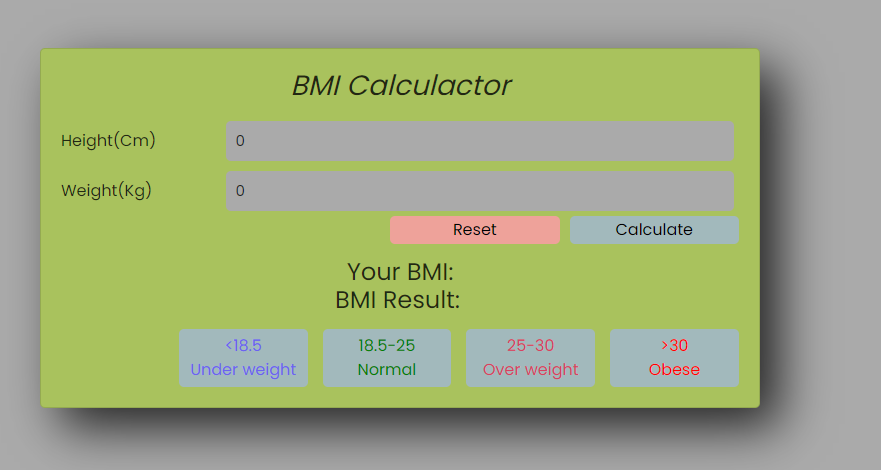 BMI Calculactor
Height(Cm) 0
Weight(Kg) 0
Reset Calculate
Your BMI:
BMI Result:
<18.5 18.5-25 25-30 >30
Under weight Normal Over weight Obese